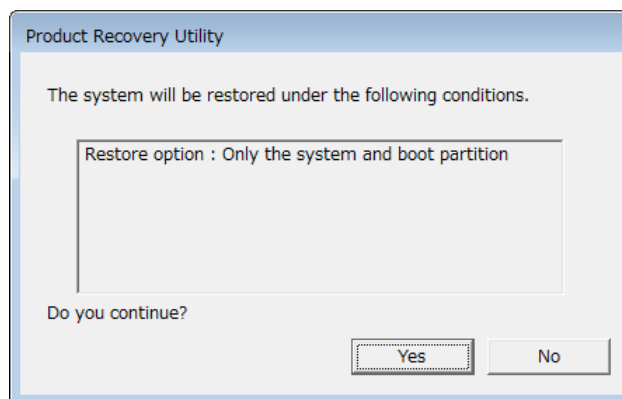 Product Recovery Utility
The system will be restored under the following conditions.
Restore option : Only the system and boot partition
Do you continue?
Yes No